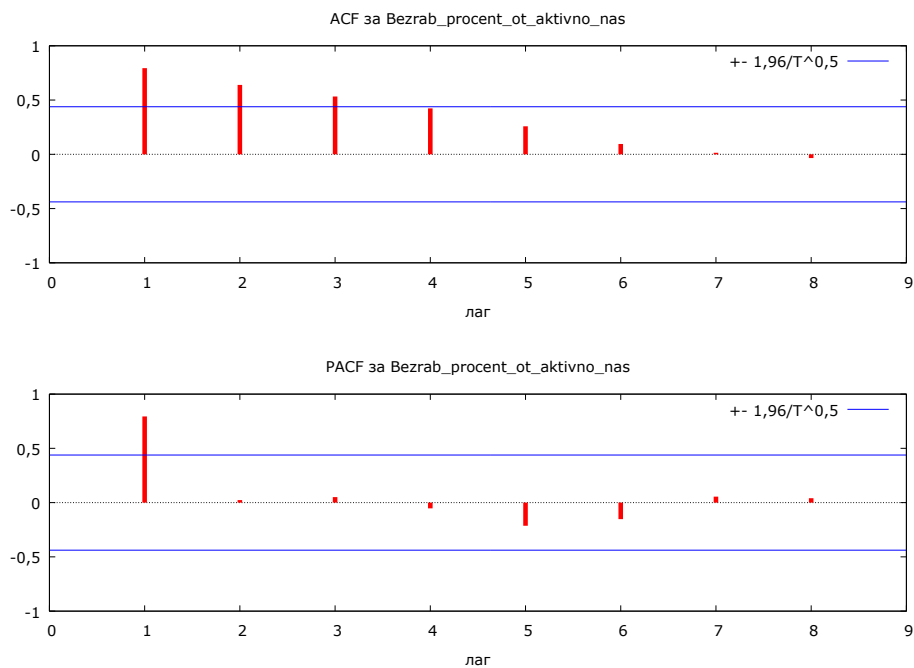 ACF за Bezrab_procent_ot_aktivno_nas
+- 1,96/T^0,5
1
0,5
0
-0,5
-1
0 1 2 3 4 5 6 7 8 9
лаг
PACF за Bezrab_procent_ot_aktivno_nas
+- 1,96/T^0,5
1
0,5
0
-0,5
-1
0 1 2 3 4 5 6 7 8 9
лаг